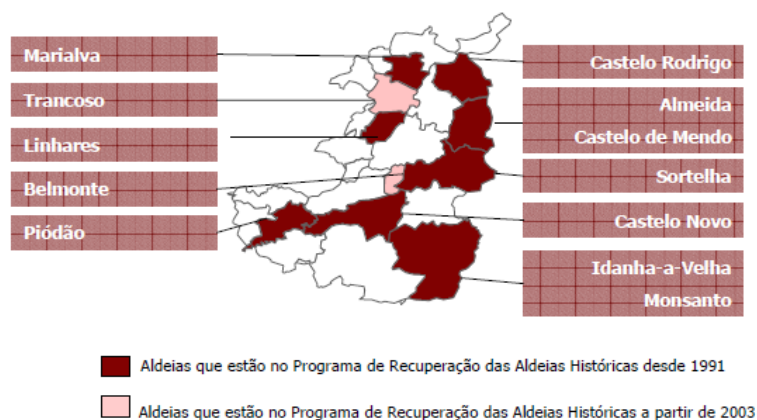 Marialva
Trancoso
Linhares
Belmonte
Piódão
Castelo Rodrigo
Almeida
Castelo de Mendo
Sortelha
Castelo Novo
Idanha-a-Velha
Monsanto
Aldeias que estão no Programa de Recuperação das Aldeias Históricas desde 1991
Aldeias que estão no Programa de Recuperação das Aldeias Históricas a partir de 2003